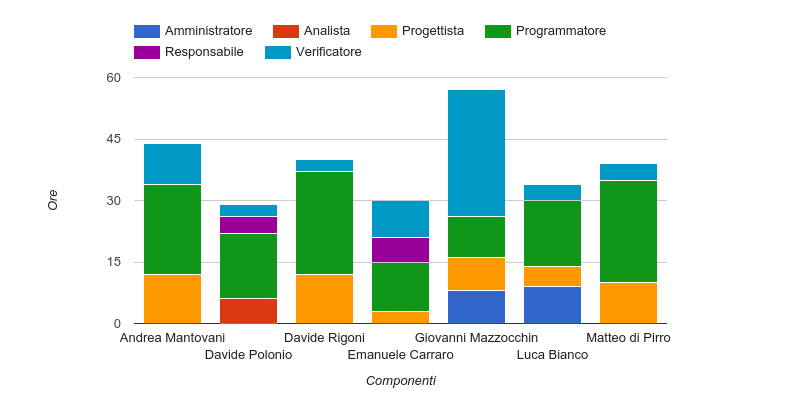 Amministratore Analista Progettista Programmatore
Responsabile Verificatore
60
45
30
15
0
Ore
Andrea Mantovani Davide Rigoni Giovanni Mazzocchin Matteo di Pirro
Davide Polonio Emanuele Carraro Luca Bianco
Componenti